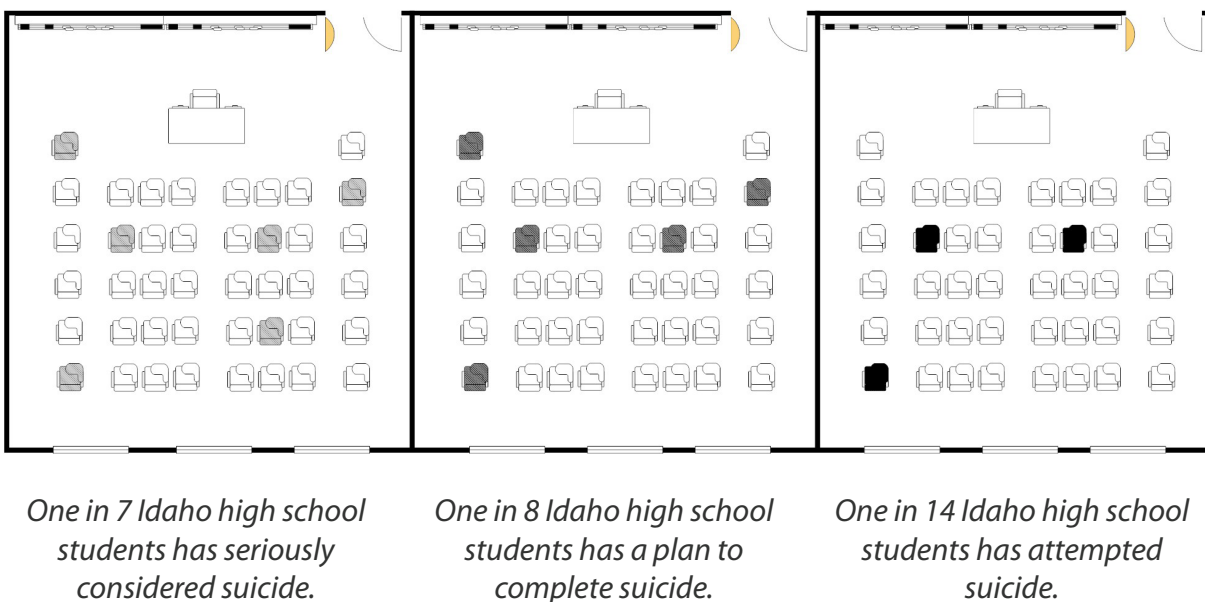 One in 7 Idaho high school
students has seriously
considered suicide.
One in 8 Idaho high school
students has a plan to
complete suicide.
One in 14 Idaho high school
students has attempted
suicide.